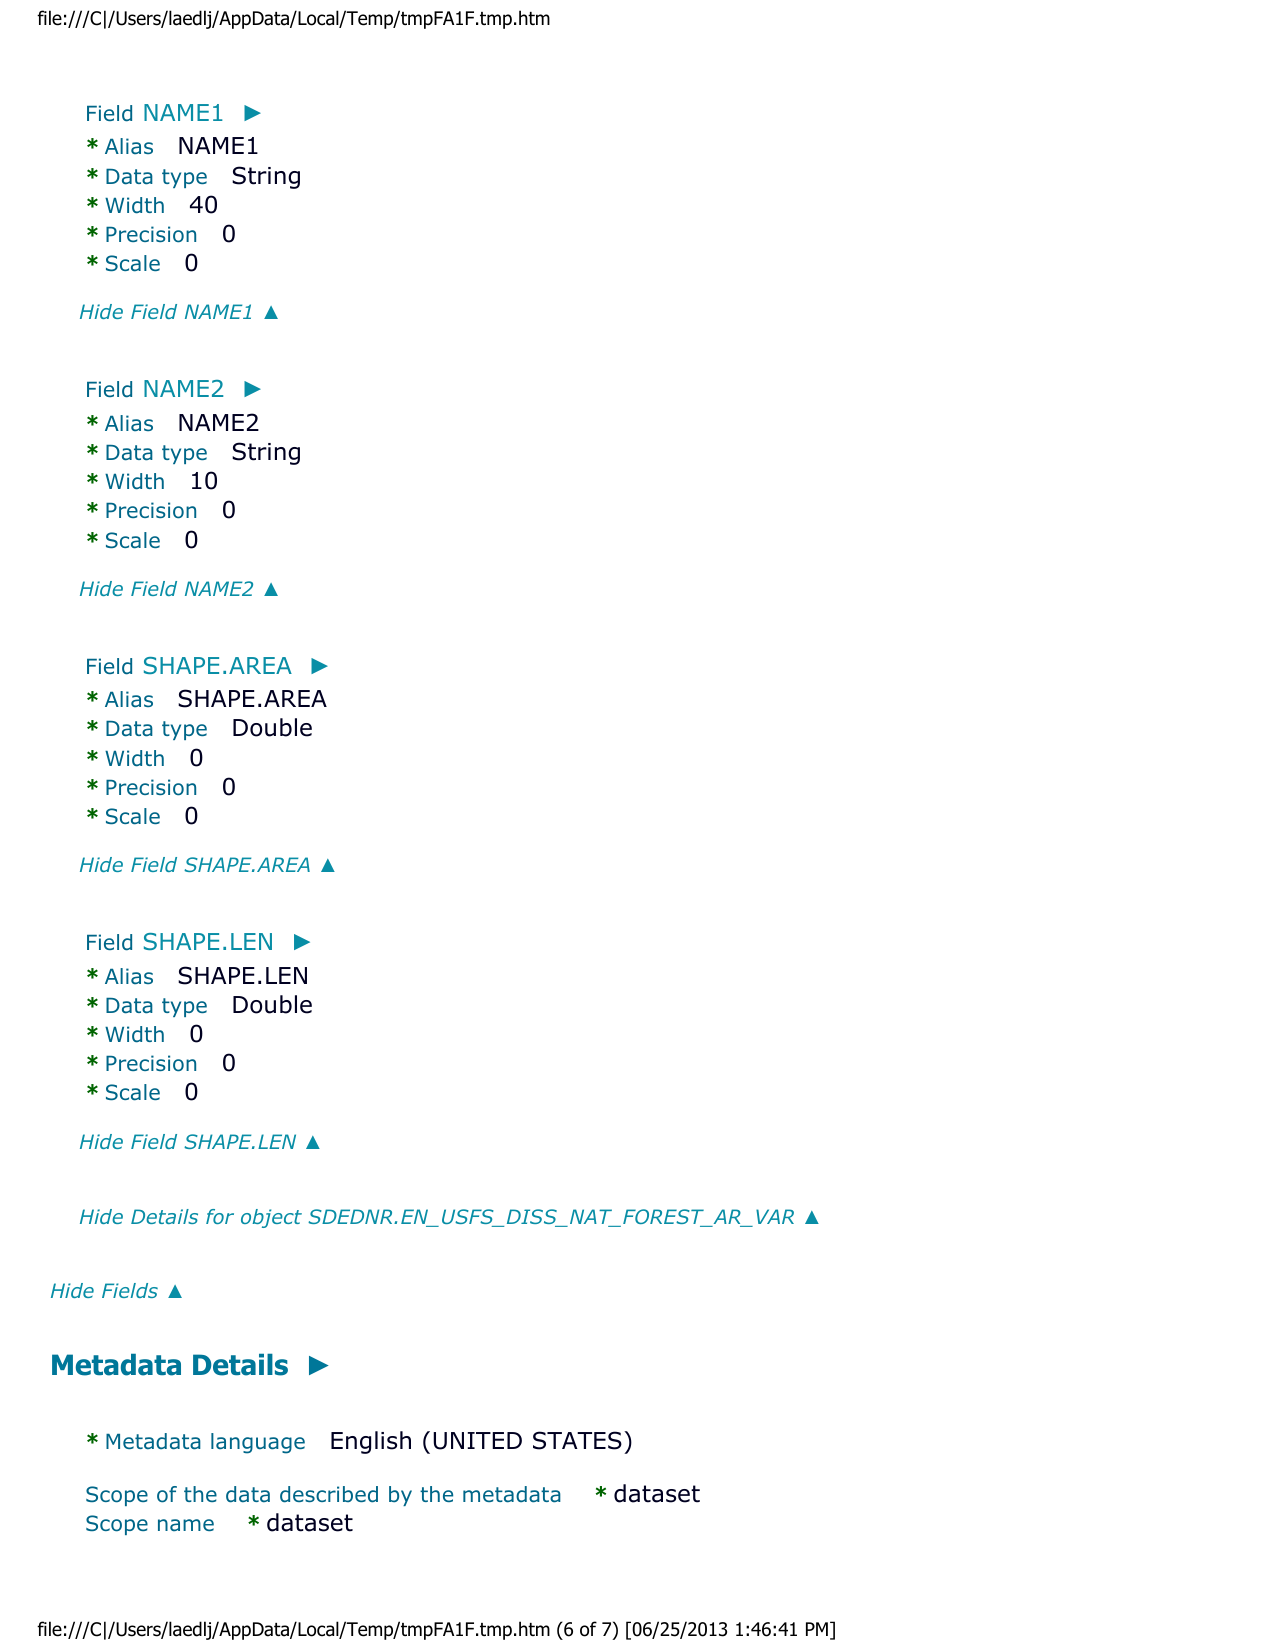 file:///C|/Users/laedlj/AppData/Local/Temp/tmpFA1F.tmp.htm
Field NAME1 ►
* Alias NAME1
* Data type String
* Width 40
* Precision 0
* Scale 0
Hide Field NAME1 ▲
Field NAME2 ►
* Alias NAME2
* Data type String
* Width 10
* Precision 0
* Scale 0
Hide Field NAME2 ▲
Field SHAPE.AREA ►
* Alias SHAPE.AREA
* Data type Double
* Width 0
* Precision 0
* Scale 0
Hide Field SHAPE.AREA ▲
Field SHAPE.LEN ►
* Alias SHAPE.LEN
* Data type Double
* Width 0
* Precision 0
* Scale 0
Hide Field SHAPE.LEN ▲
Hide Details for object SDEDNR.EN_USFS_DISS_NAT_FOREST_AR_VAR ▲
Hide Fields ▲
Metadata Details ►
* Metadata language English (UNITED STATES)
Scope of the data described by the metadata * dataset
Scope name * dataset
file:///C|/Users/laedlj/AppData/Local/Temp/tmpFA1F.tmp.htm (6 of 7) [06/25/2013 1:46:41 PM]